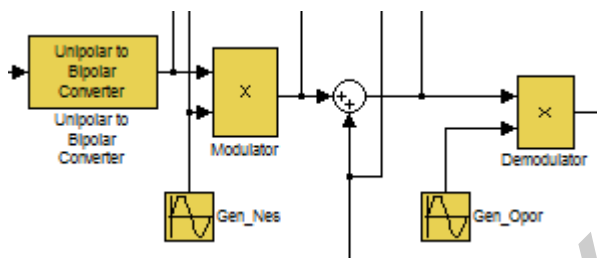 Unipolar to
Bipolar
Converter
Unipolar to
Bipolar
Converter
X
Modulator
Gen_Nes
+
+
X
Demodulator
Gen_Opor